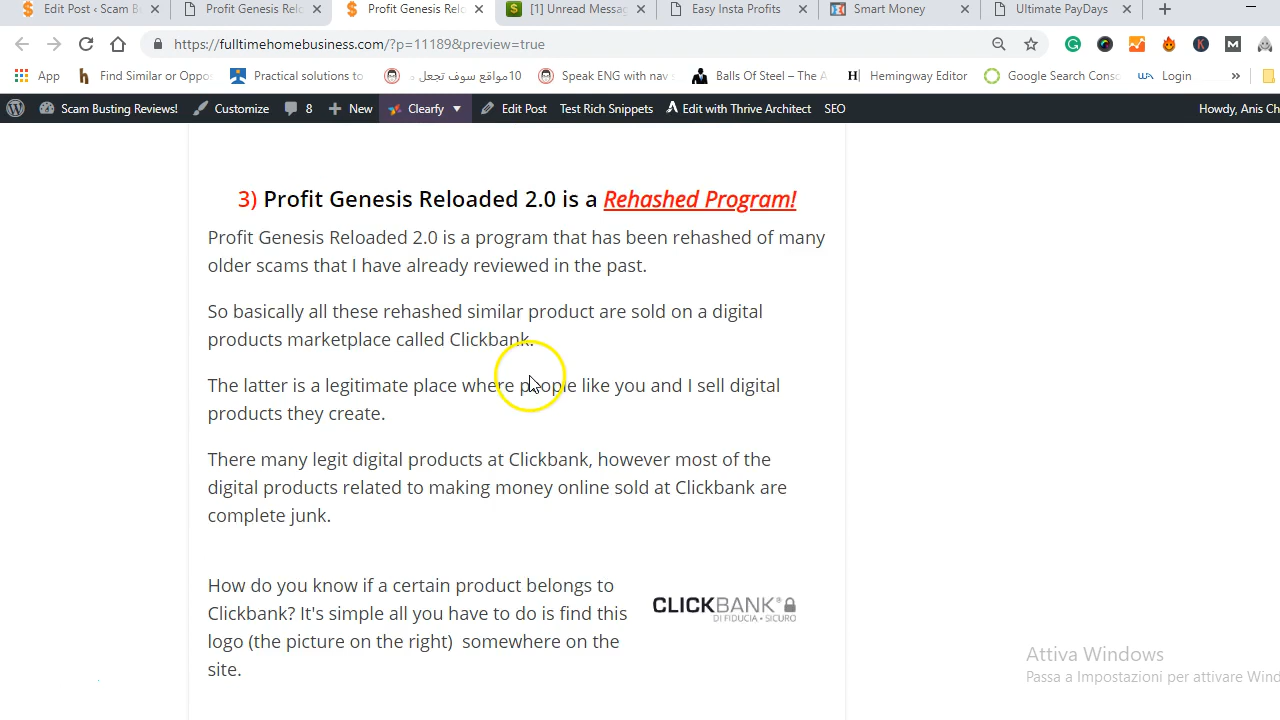 Edit Post ‹ Scam B
Profit Genesis Relo
Profit Genesis Relo
[1] Unread Messa
Easy Insta Profits
Smart Money
Ultimate PayDays
https://fulltimehomebusiness.com/?p=11189&preview=true
App
Find Similar or Oppo
Practical solutions to
10مواقع سوف تجعل
Speak ENG with nav
Balls Of Steel – The A
Hemingway Editor
Google Search Cons
Login
Scam Busting Reviews!
Customize
8
New
Clearfy
Edit Post
Test Rich Snippets
Edit with Thrive Architect
SEO
Howdy, Anis Ch
3) Profit Genesis Reloaded 2.0 is a Rehashed Program!
Profit Genesis Reloaded 2.0 is a program that has been rehashed of many
older scams that I have already reviewed in the past.
So basically all these rehashed similar product are sold on a digital
products marketplace called Clickbank.
The latter is a legitimate place where people like you and I sell digital
products they create.
There many legit digital products at Clickbank, however most of the
digital products related to making money online sold at Clickbank are
complete junk.
How do you know if a certain product belongs to
Clickbank? It's simple all you have to do is find this
logo (the picture on the right) somewhere on the
site.
CLICKBANK®
DI FIDUCIA • SICURO
Attiva Windows
Passa a Impostazioni per attivare Wind